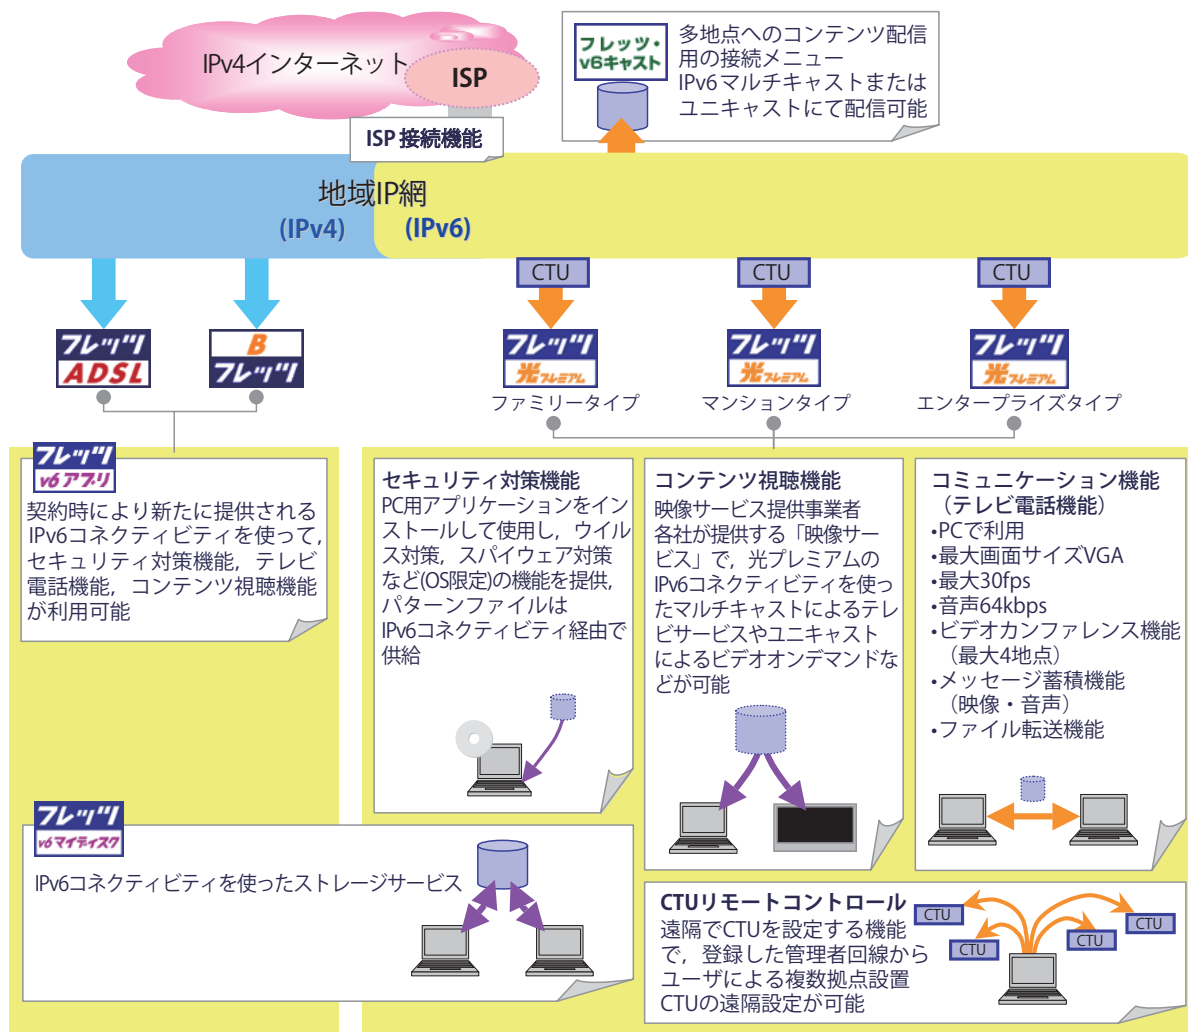 IPv4インターネット
ISP
ISP 接続機能
フレッツ・
v6キャスト
多地点へのコンテンツ配信
用の接続メニュー
IPv6マルチキャストまたは
ユニキャストにて配信可能
地域IP網
(IPv4)
(IPv6)
CTU
CTU
CTU
フレッツ
ADSL
B
フレッツ
フレッツ
光プレミアム
ファミリータイプ
フレッツ
光プレミアム
マンションタイプ
フレッツ
光プレミアム
エンタープライズタイプ
フレッツ
v6アプリ
契約時により新たに提供される
IPv6コネクティビティを使って，
セキュリティ対策機能，テレビ
電話機能，コンテンツ視聴機能
が利用可能
セキュリティ対策機能
PC用アプリケーションをイン
ストールして使用し，ウイル
ス対策，スパイウェア対策
など(OS限定)の機能を提供，
パターンファイルは
IPv6コネクティビティ経由で
供給
コンテンツ視聴機能
映像サービス提供事業者
各社が提供する「映像サー
ビス」で，光プレミアムの
IPv6コネクティビティを使っ
たマルチキャストによるテレ
ビサービスやユニキャスト
によるビデオオンデマンドな
どが可能
コミュニケーション機能
（テレビ電話機能）
•PCで利用
•最大画面サイズVGA
•最大30fps
•音声64kbps
•ビデオカンファレンス機能
（最大4地点）
•メッセージ蓄積機能
（映像・音声）
•ファイル転送機能
フレッツ
v6マイディスク
IPv6コネクティビティを使ったストレージサービス
CTUリモートコントロール
遠隔でCTUを設定する機能
で，登録した管理者回線から
ユーザによる複数拠点設置
CTUの遠隔設定が可能
CTU
CTU
CTU
CTU